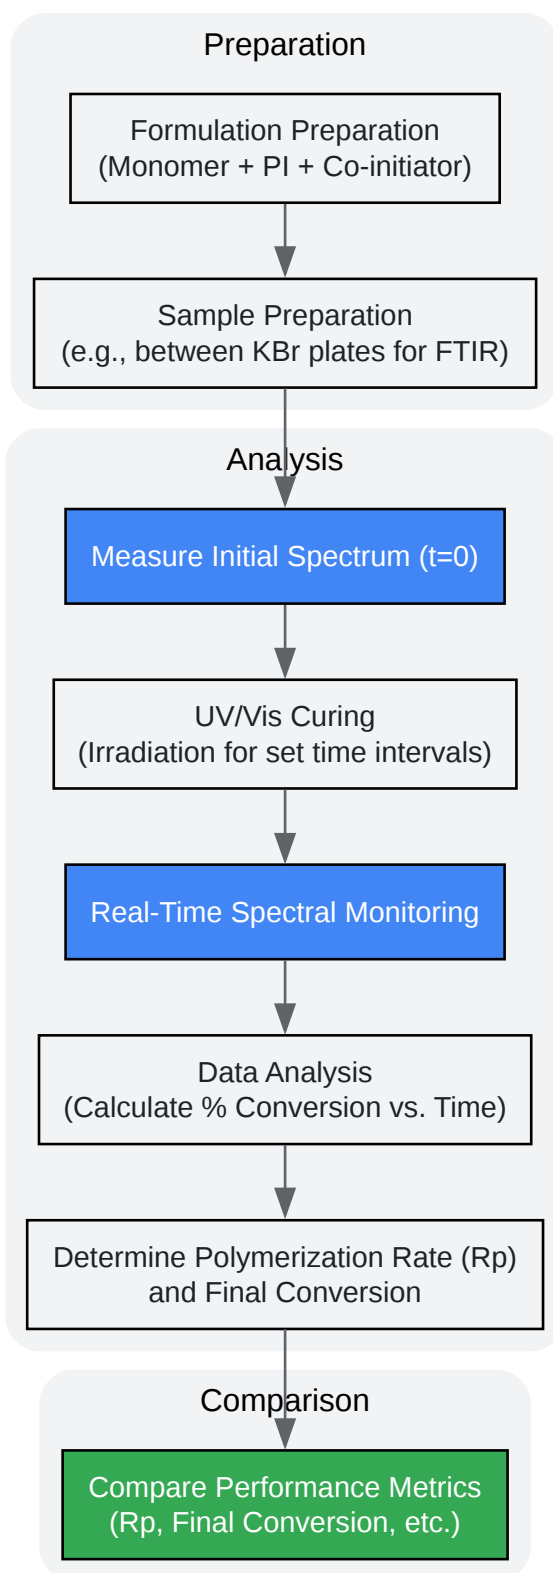 Preparation
Formulation Preparation
(Monomer + PI + Co-initiator)
Sample Preparation
(e.g., between KBr plates for FTIR)
Analysis
Measure Initial Spectrum (t=0)
UV/Vis Curing
(Irradiation for set time intervals)
Real-Time Spectral Monitoring
Data Analysis
(Calculate % Conversion vs. Time)
Determine Polymerization Rate (Rp)
and Final Conversion
Comparison
Compare Performance Metrics
(Rp, Final Conversion, etc.)